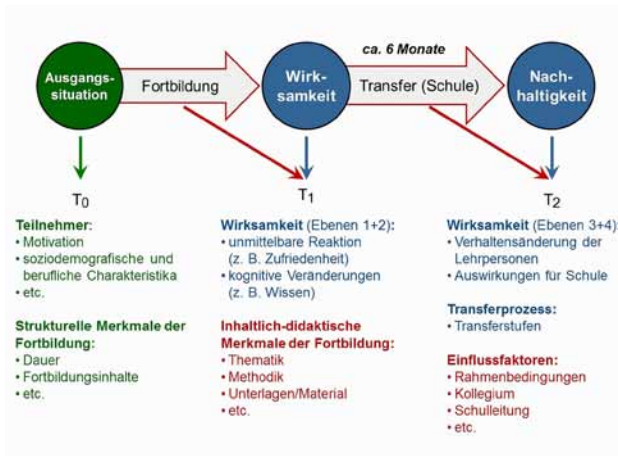 ca. 6 Monate
Ausgangs-
situation
Fortbildung
Wirk-
samkeit
Transfer (Schule)
Nach-
haltigkeit
T0
T1
T2
Teilnehmer:
• Motivation
• soziodemografische und
berufliche Charakteristika
• etc.
Strukturelle Merkmale der
Fortbildung:
• Dauer
• Fortbildungsinhalte
• etc.
Wirksamkeit (Ebenen 1+2):
• unmittelbare Reaktion
(z. B. Zufriedenheit)
• kognitive Veränderungen
(z. B. Wissen)
Inhaltlich-didaktische
Merkmale der Fortbildung:
• Thematik
• Methodik
• Unterlagen/Material
• etc.
Wirksamkeit (Ebenen 3+4):
• Verhaltensänderung der
Lehrpersonen
• Auswirkungen für Schule
Transferprozess:
• Transferstufen
Einflussfaktoren:
• Rahmenbedingungen
• Kollegium
• Schulleitung
• etc.